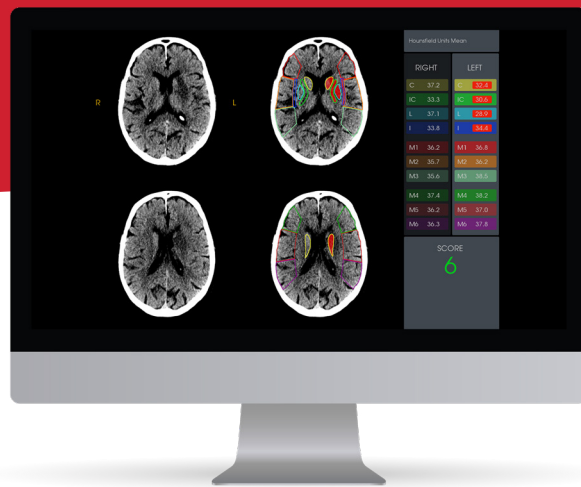 Hounsfield Units Mean
R
L
RIGHT LEFT
C 37.2 C 32.4
IC 33.3 IC 30.6
L 37.1 L 28.9
I 33.8 I 34.4
M1 36.2 M1 36.8
M2 35.7 M2 36.2
M3 35.6 M3 38.5
M4 37.4 M4 38.2
M5 36.2 M5 37.0
M6 36.3 M6 37.8
SCORE
6